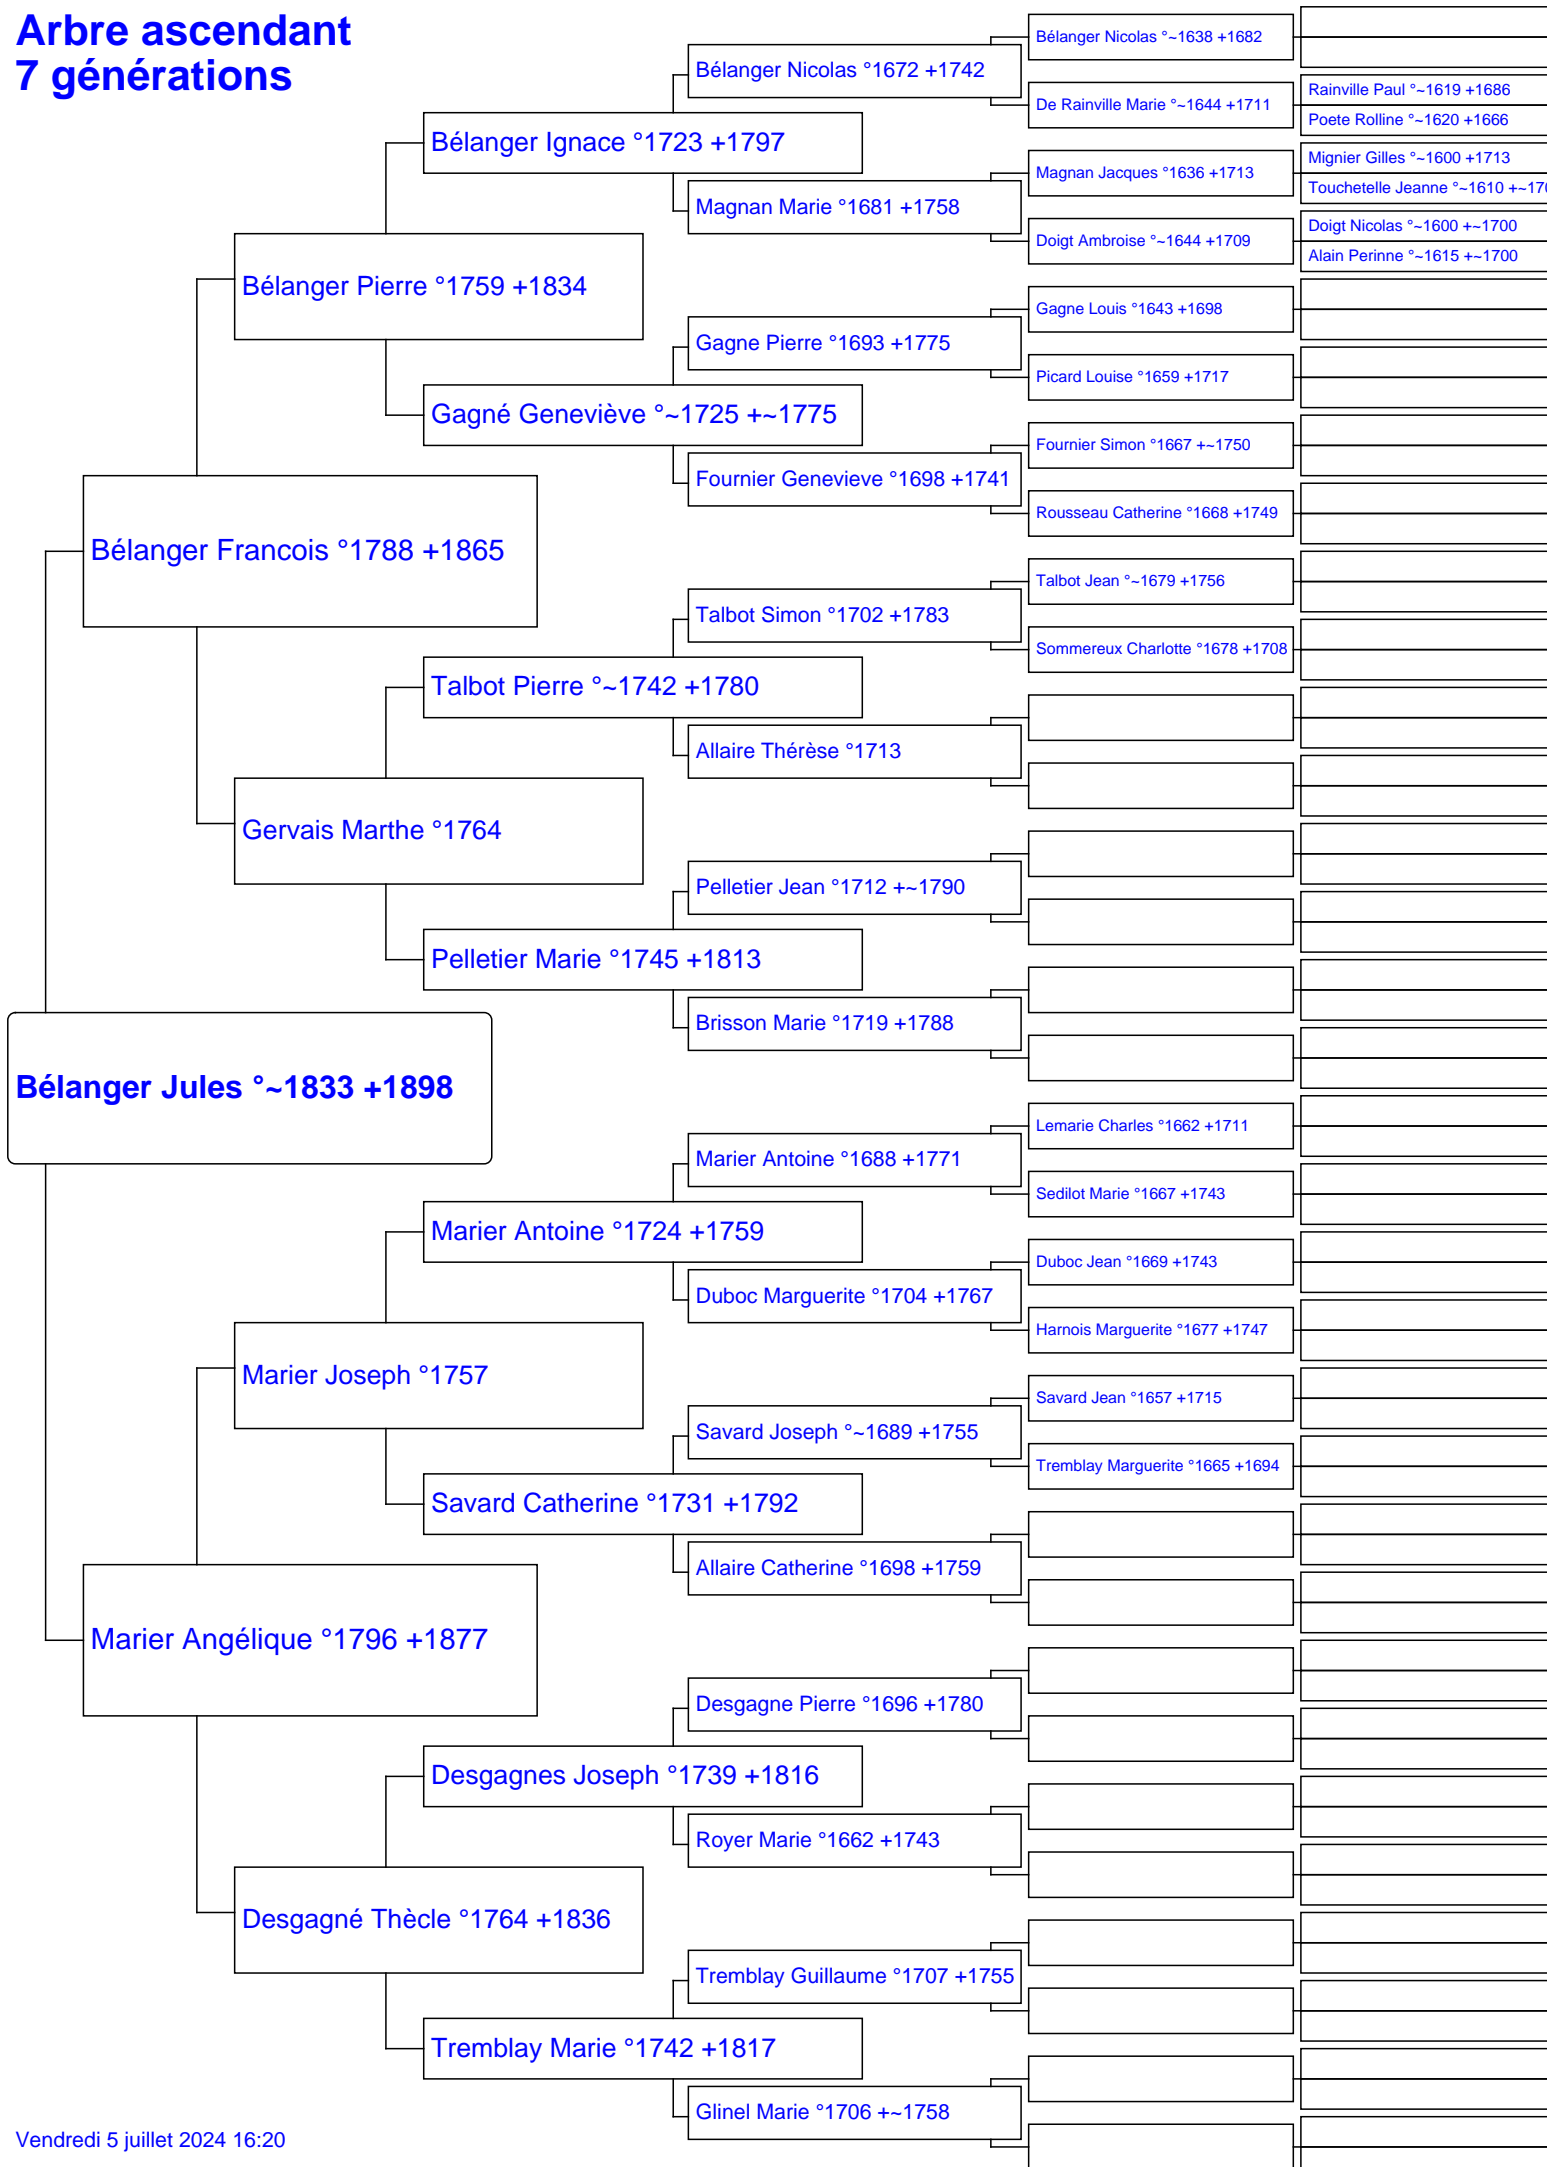 Arbre ascendant
7 générations
Bélanger Jules °~1833 +1898
Bélanger Francois °1788 +1865
Marier Angélique °1796 +1877
Bélanger Pierre °1759 +1834
Gervais Marthe °1764
Marier Joseph °1757
Desgagné Thècle °1764 +1836
Bélanger Ignace °1723 +1797
Gagné Geneviève °~1725 +~1775
Talbot Pierre °~1742 +1780
Pelletier Marie °1745 +1813
Marier Antoine °1724 +1759
Savard Catherine °1731 +1792
Desgagnes Joseph °1739 +1816
Tremblay Marie °1742 +1817
Bélanger Nicolas °1672 +1742
Magnan Marie °1681 +1758
Gagne Pierre °1693 +1775
Fournier Genevieve °1698 +1741
Talbot Simon °1702 +1783
Allaire Thérèse °1713
Pelletier Jean °1712 +~1790
Brisson Marie °1719 +1788
Marier Antoine °1688 +1771
Duboc Marguerite °1704 +1767
Savard Joseph °~1689 +1755
Allaire Catherine °1698 +1759
Desgagne Pierre °1696 +1780
Royer Marie °1662 +1743
Tremblay Guillaume °1707 +1755
Glinel Marie °1706 +~1758
Bélanger Nicolas °~1638 +1682
De Rainville Marie °~1644 +1711
Magnan Jacques °1636 +1713
Doigt Ambroise °~1644 +1709
Gagne Louis °1643 +1698
Picard Louise °1659 +1717
Fournier Simon °1667 +~1750
Rousseau Catherine °1668 +1749
Talbot Jean °~1679 +1756
Sommereux Charlotte °1678 +1708
Lemarie Charles °1662 +1711
Sedilot Marie °1667 +1743
Duboc Jean °1669 +1743
Harnois Marguerite °1677 +1747
Savard Jean °1657 +1715
Tremblay Marguerite °1665 +1694
Rainville Paul °~1619 +1686
Poete Rolline °~1620 +1666
Mignier Gilles °~1600 +1713
Touchetelle Jeanne °~1610
Doigt Nicolas °~1600 +~1700
Alain Perinne °~1615 +~1700
Vendredi 5 juillet 2024 16:20